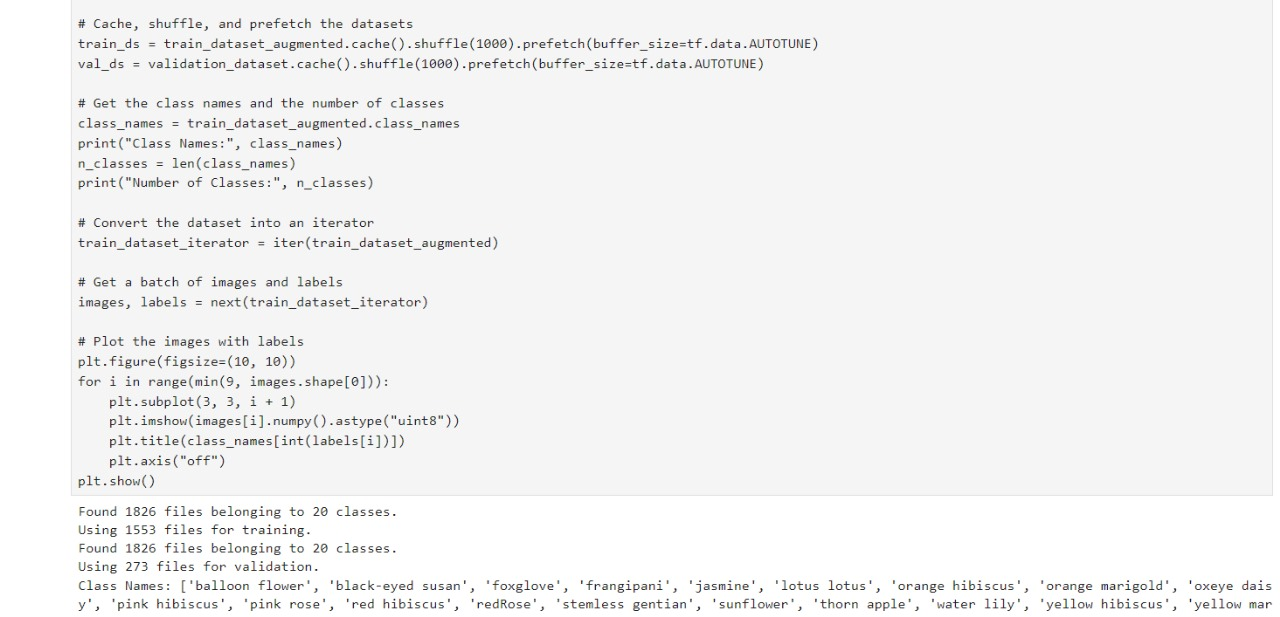 # Cache, shuffle, and prefetch the datasets
train_ds = train_dataset_augmented.cache().shuffle(1000).prefetch(buffer_size=tf.data.AUTOTUNE)
val_ds = validation_dataset.cache().shuffle(1000).prefetch(buffer_size=tf.data.AUTOTUNE)

# Get the class names and the number of classes
class_names = train_dataset_augmented.class_names
print("Class Names:", class_names)
n_classes = len(class_names)
print("Number of Classes:", n_classes)

# Convert the dataset into an iterator
train_dataset_iterator = iter(train_dataset_augmented)

# Get a batch of images and labels
images, labels = next(train_dataset_iterator)

# Plot the images with labels
plt.figure(figsize=(10, 10))
for i in range(min(9, images.shape[0])):
    plt.subplot(3, 3, i + 1)
    plt.imshow(images[i].numpy().astype("uint8"))
    plt.title(class_names[int(labels[i])])
    plt.axis("off")
plt.show()
Found 1826 files belonging to 20 classes.
Using 1553 files for training.
Found 1826 files belonging to 20 classes.
Using 273 files for validation.
Class Names: ['balloon flower', 'black-eyed susan', 'foxglove', 'frangipani', 'jasmine', 'lotus lotus', 'orange hibiscus', 'orange marigold', 'oxeye dais
y', 'pink hibiscus', 'pink rose', 'red hibiscus', 'redRose', 'stemless gentian', 'sunflower', 'thorn apple', 'water lily', 'yellow hibiscus', 'yellow mar